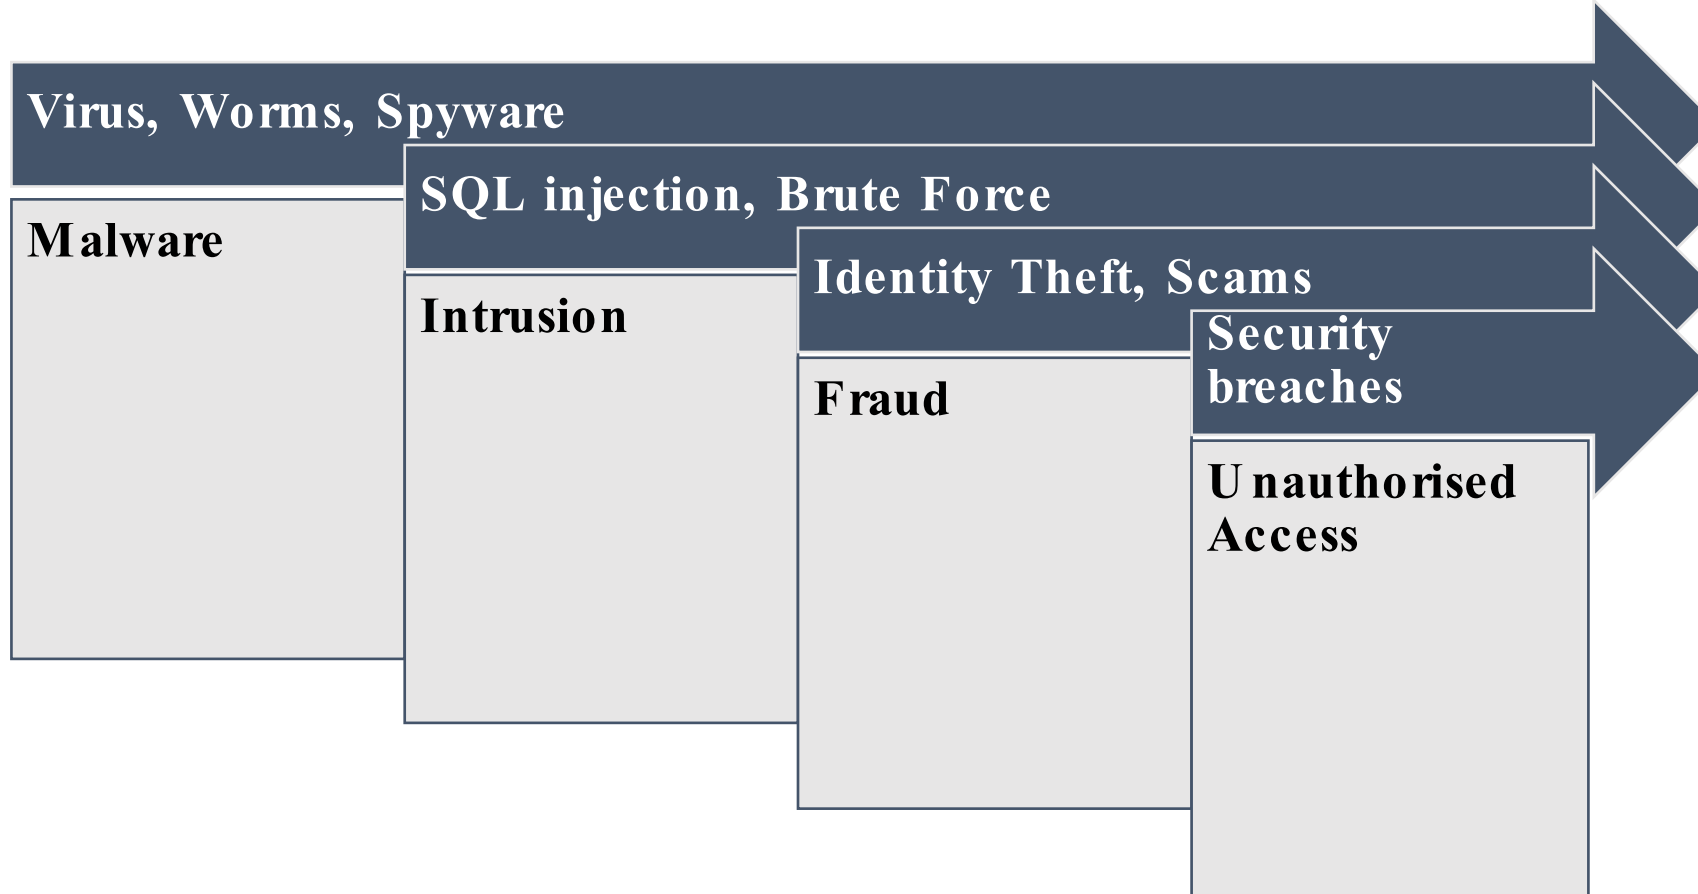 Virus, Worms, Spyware
Malware
SQL injection, Brute Force
Intrusion
Identity Theft, Scams
Fraud
Security
breaches
Unauthorised
Access